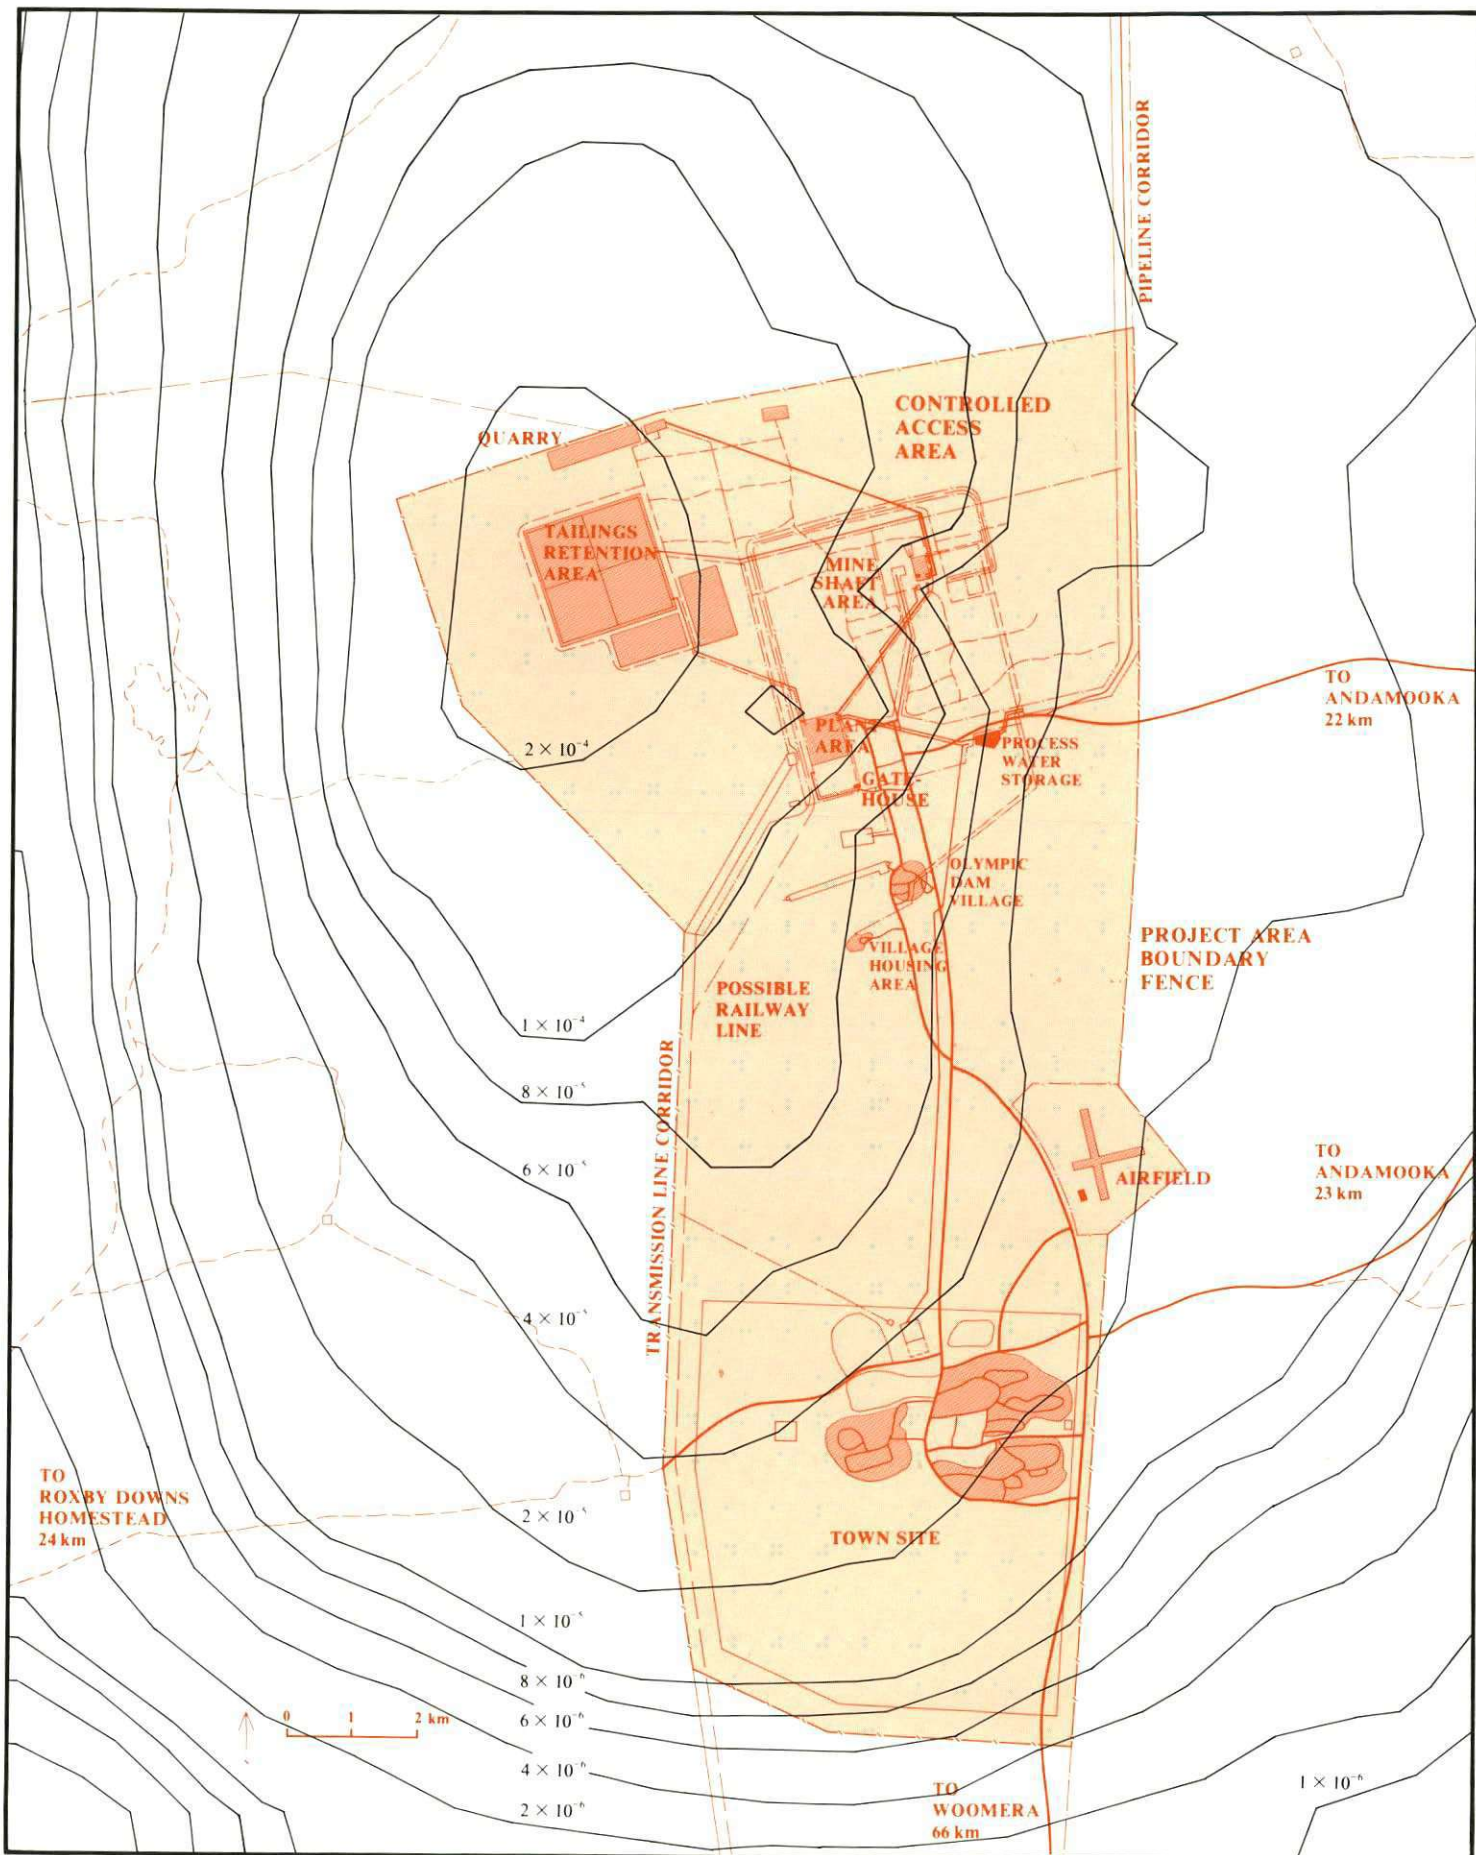 PIPELINE CORRIDOR
CONTROLLED
ACCESS
AREA
QUARRY
TAILINGS
RETENTION
AREA
MINE
SHAFT
AREA
TO
ANDAMOOKA
22 km
PLANT
AREA
2 × 10⁻⁴
PROCESS
WATER
STORAGE
GATE-
HOUSE
OLYMPIC
DAM
VILLAGE
PROJECT AREA
BOUNDARY
FENCE
VILLAGE
HOUSING
AREA
POSSIBLE
RAILWAY
LINE
1 × 10⁻⁴
TRANSMISSION LINE CORRIDOR
8 × 10⁻⁵
6 × 10⁻⁵
TO
ANDAMOOKA
23 km
AIRFIELD
4 × 10⁻⁵
TO
ROXBY DOWNS
HOMESTEAD
24 km
2 × 10⁻⁵
TOWN SITE
1 × 10⁻⁵
8 × 10⁻⁶
0 1 2 km
6 × 10⁻⁶
4 × 10⁻⁶
2 × 10⁻⁶
TO
WOOMERA
66 km
1 × 10⁻⁶